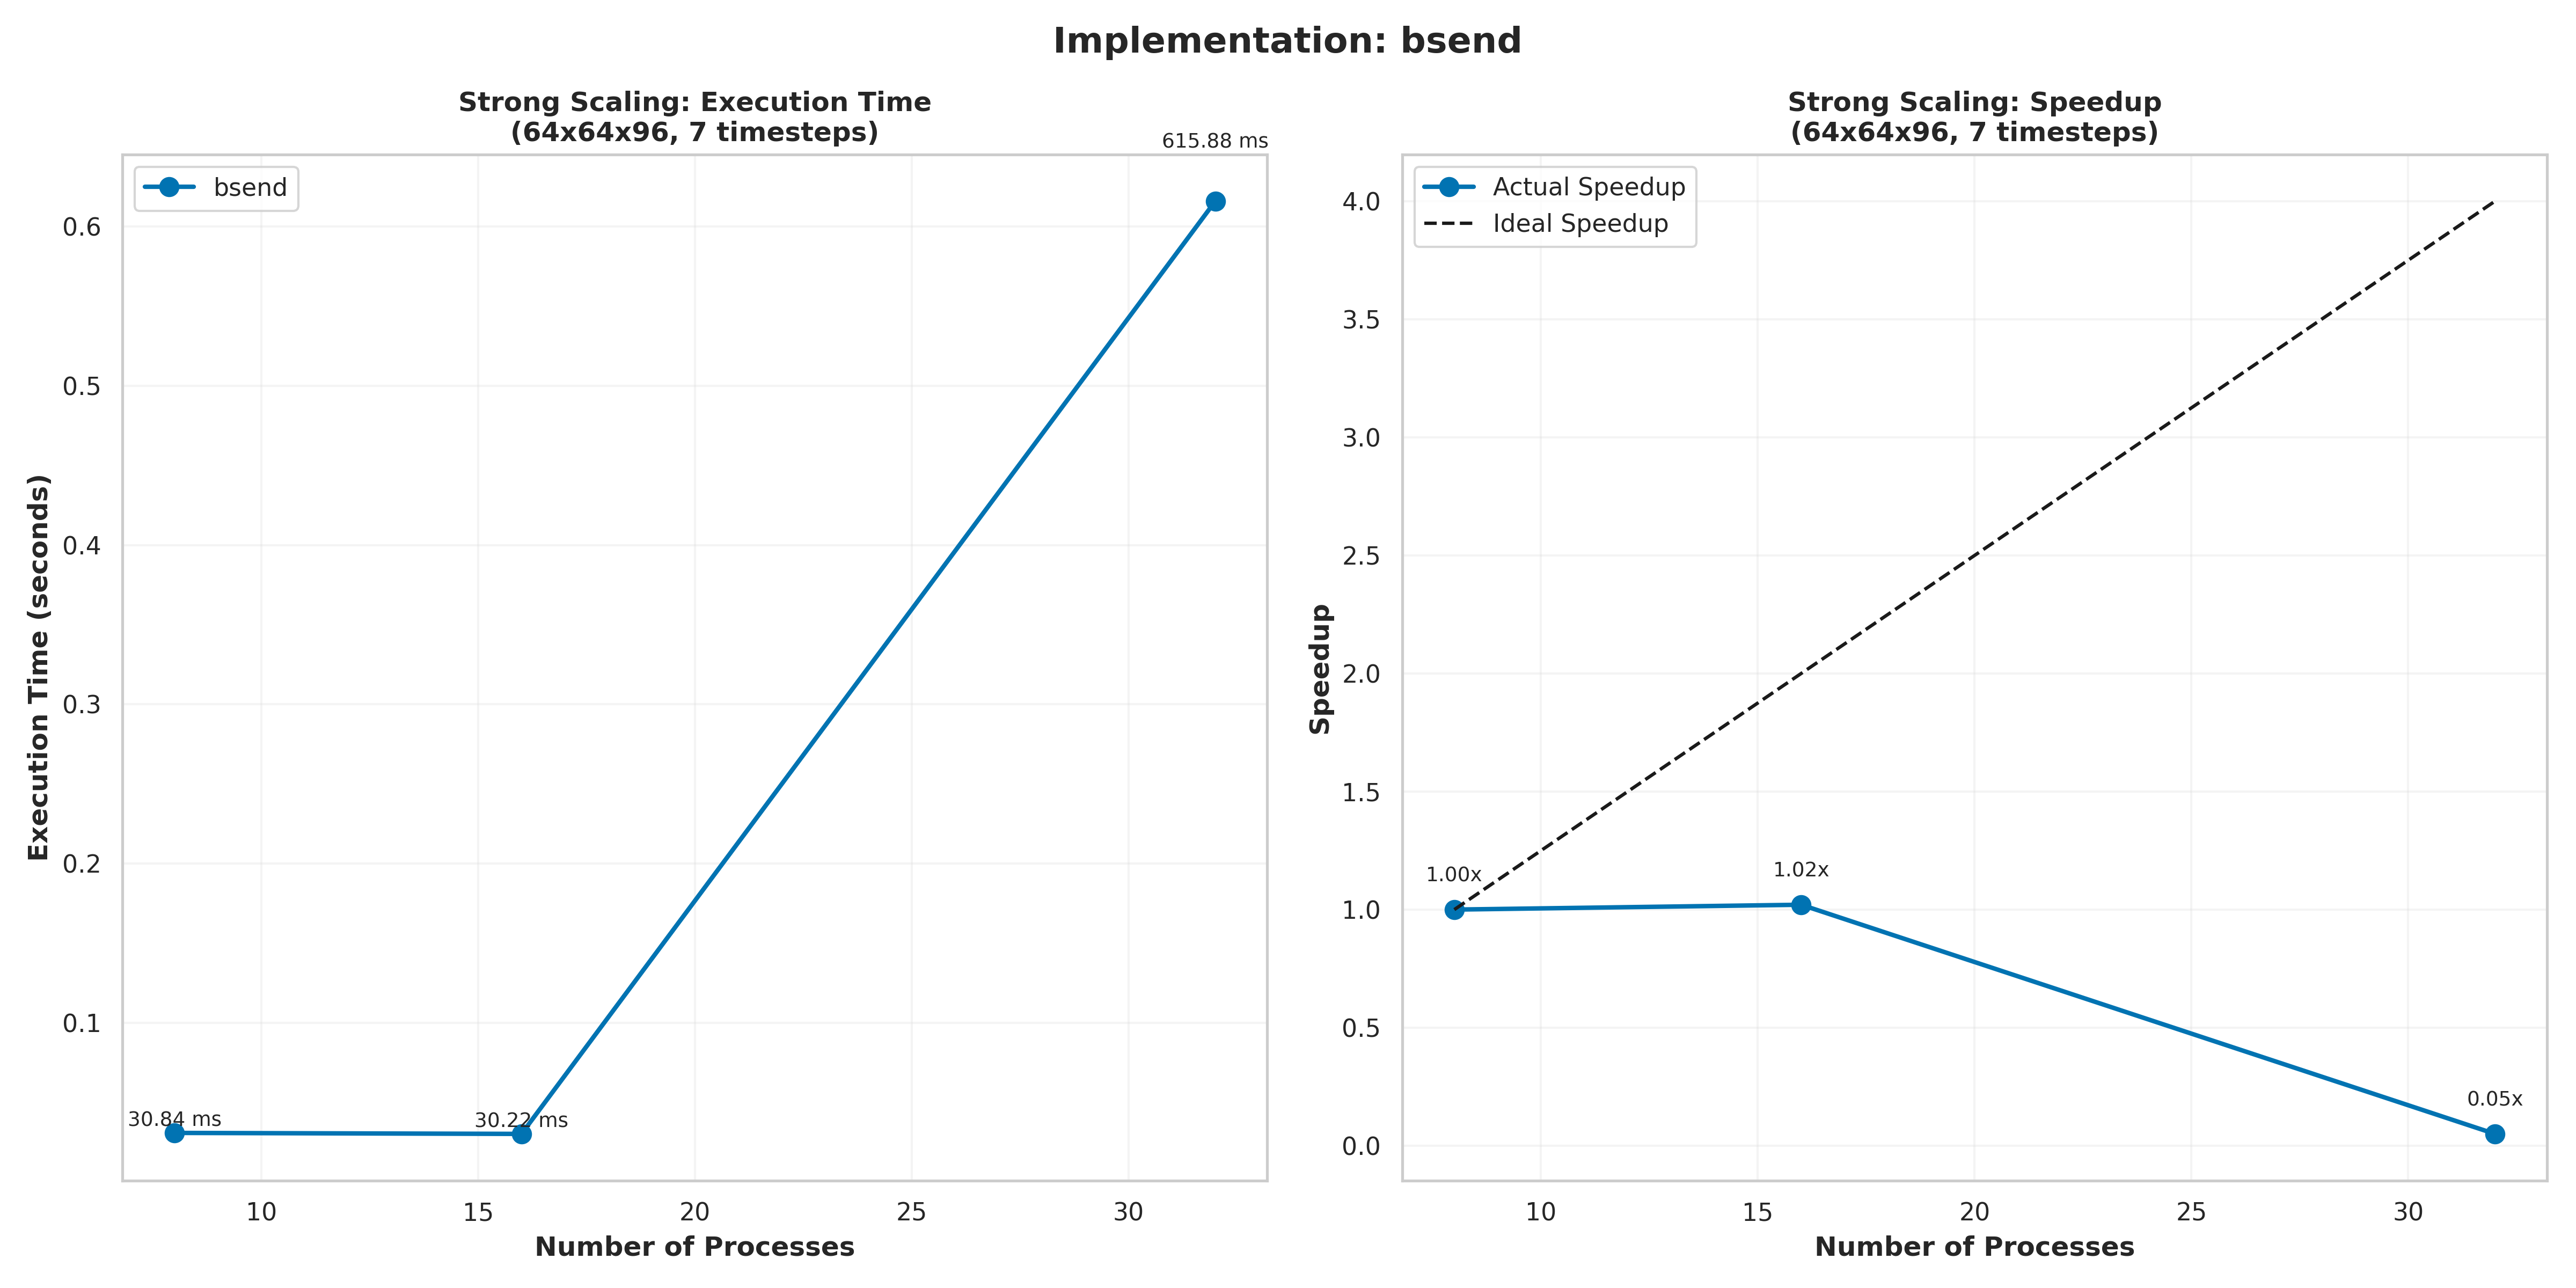 Implementation: bsend
Strong Scaling: Execution Time
(64x64x96, 7 timesteps)
615.88 ms
bsend
0.6
0.5
0.4
0.3
0.2
0.1
Execution Time (seconds)
30.84 ms
30.22 ms
10 15 20 25 30
Number of Processes
Strong Scaling: Speedup
(64x64x96, 7 timesteps)
Actual Speedup
Ideal Speedup
4.0
3.5
3.0
2.5
2.0
1.5
1.0
0.5
0.0
Speedup
1.00x
1.02x
0.05x
10 15 20 25 30
Number of Processes